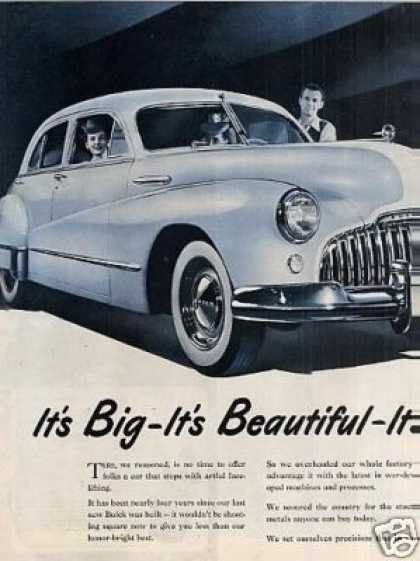 It's Big-It's Beautiful-It
This, we reasoned, is no time to offer
folks a car that stops with artful face-
lifting.
It has been nearly four years since our last
new Buick was built — it wouldn't be shoot-
ing square now to give you less than our
honor-bright best.
So we overhauled our whole factory
advantage it with the latest in war-dev
oped machines and processes.
We scoured the country for the
metals anyone can buy today.
We set ourselves precision